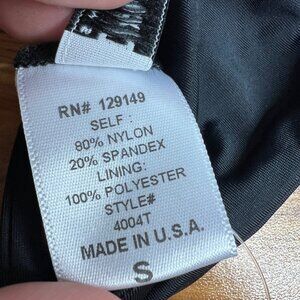 RN# 129149
SELF :
80% NYLON
20% SPANDEX
LINING:
100% POLYESTER
STYLE#
4004T
MADE IN U.S.A.
S